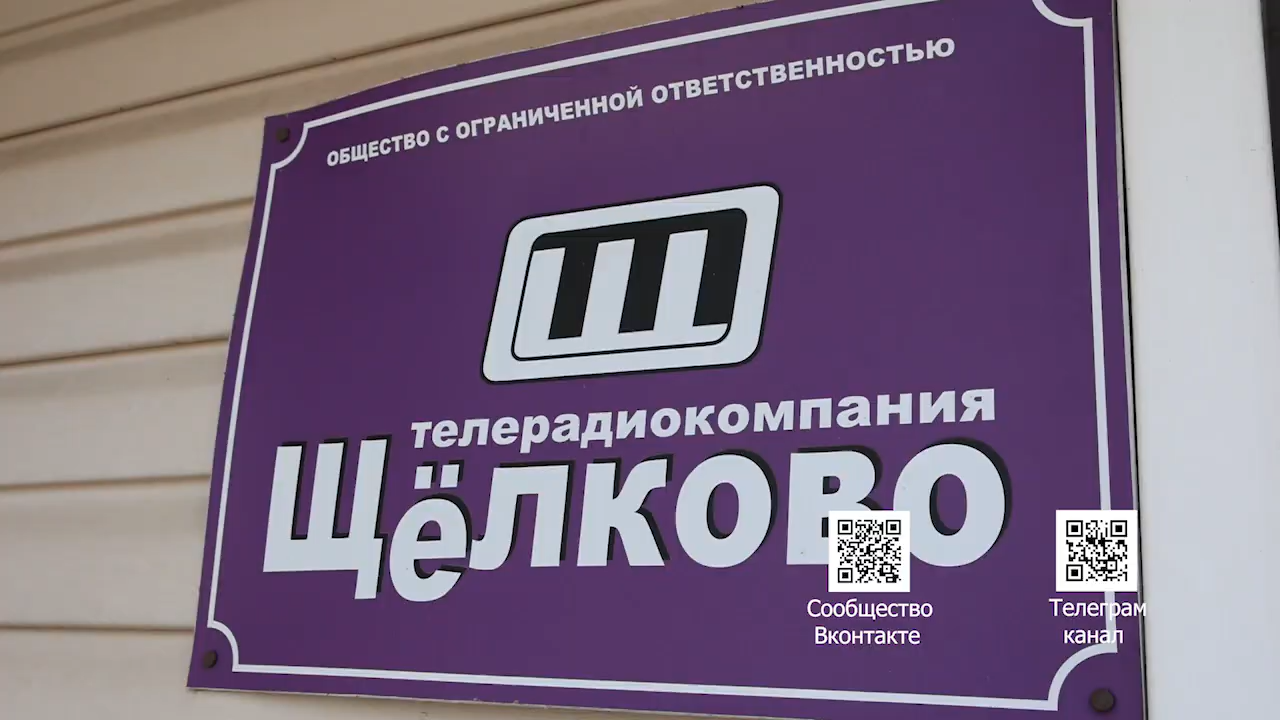 ОБЩЕСТВО С ОГРАНИЧЕННОЙ ОТВЕТСТВЕННОСТЬЮ
телерадиокомпания
Щёлково
Сообщество
Вконтакте
Телеграм
канал